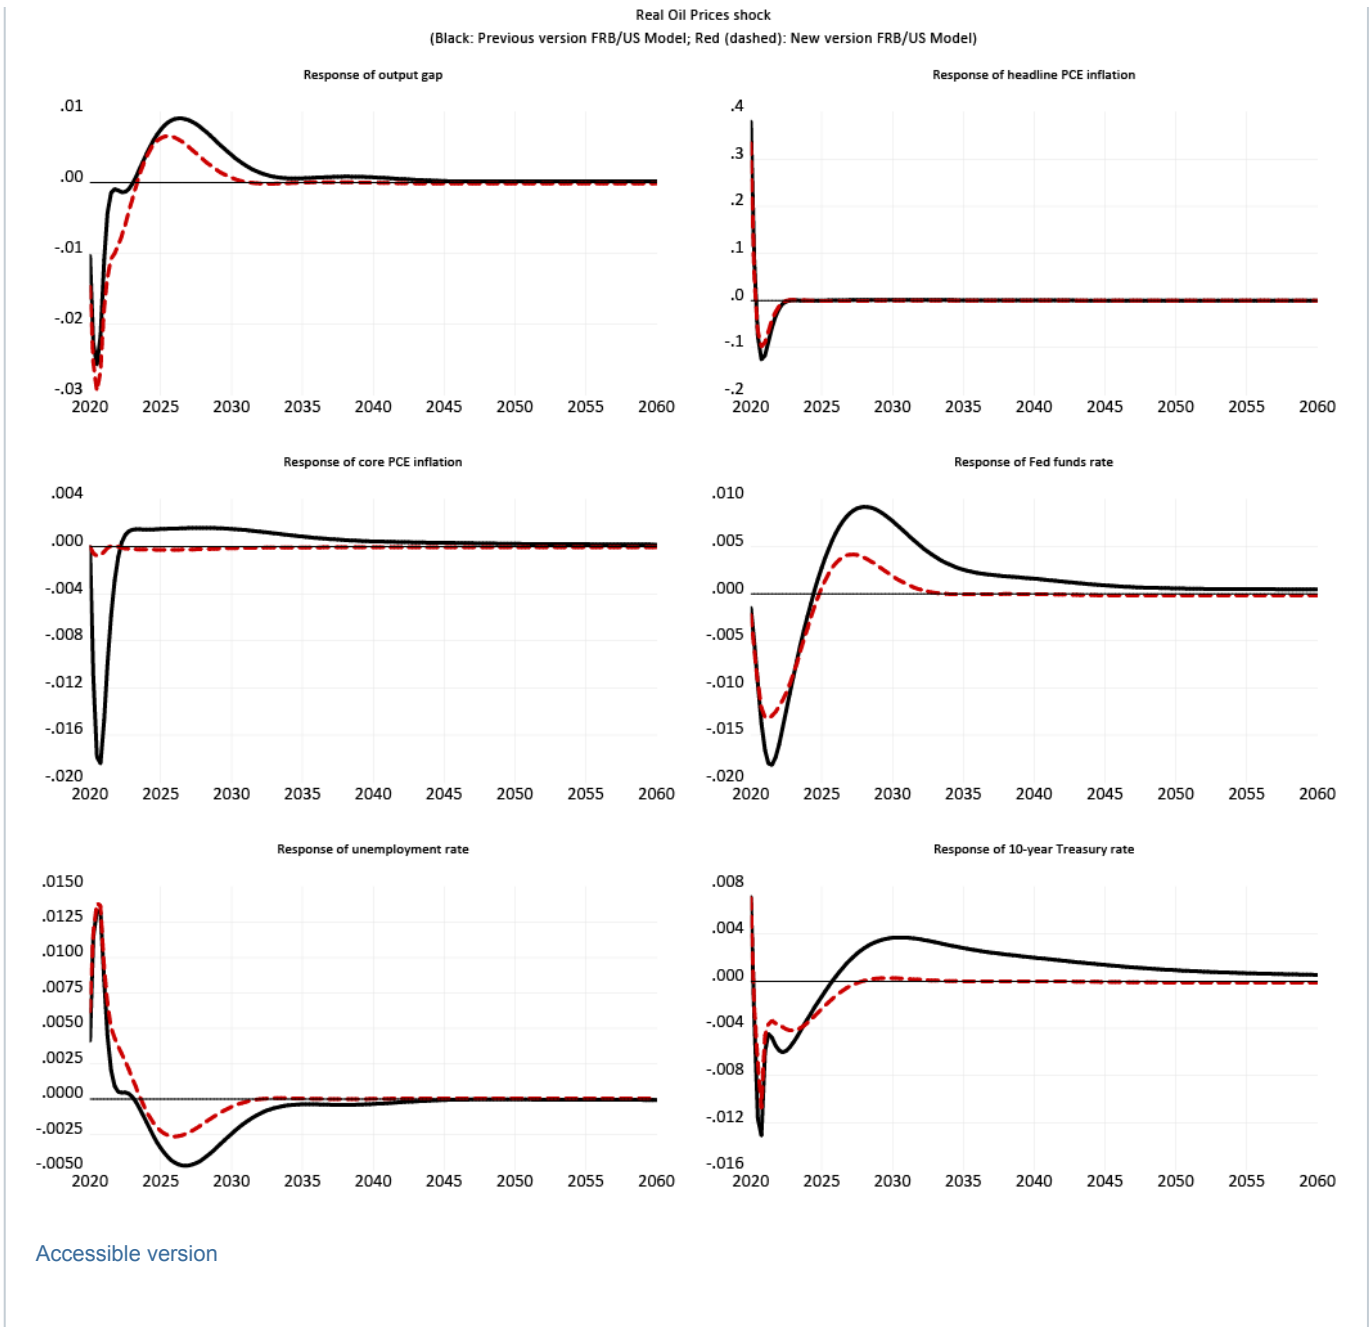 Real Oil Prices shock
(Black: Previous version FRB/US Model; Red (dashed): New version FRB/US Model)
Response of output gap
.01
.00
-.01
-.02
-.03
2020 2025 2030 2035 2040 2045 2050 2055 2060
Response of headline PCE inflation
.4
.3
.2
.1
.0
-.1
-.2
2020 2025 2030 2035 2040 2045 2050 2055 2060
Response of core PCE inflation
.004
.000
-.004
-.008
-.012
-.016
-.020
2020 2025 2030 2035 2040 2045 2050 2055 2060
Response of Fed funds rate
.010
.005
.000
-.005
-.010
-.015
-.020
2020 2025 2030 2035 2040 2045 2050 2055 2060
Response of unemployment rate
.0150
.0125
.0100
.0075
.0050
.0025
.0000
-.0025
-.0050
2020 2025 2030 2035 2040 2045 2050 2055 2060
Response of 10-year Treasury rate
.008
.004
.000
-.004
-.008
-.012
-.016
2020 2025 2030 2035 2040 2045 2050 2055 2060
Accessible version